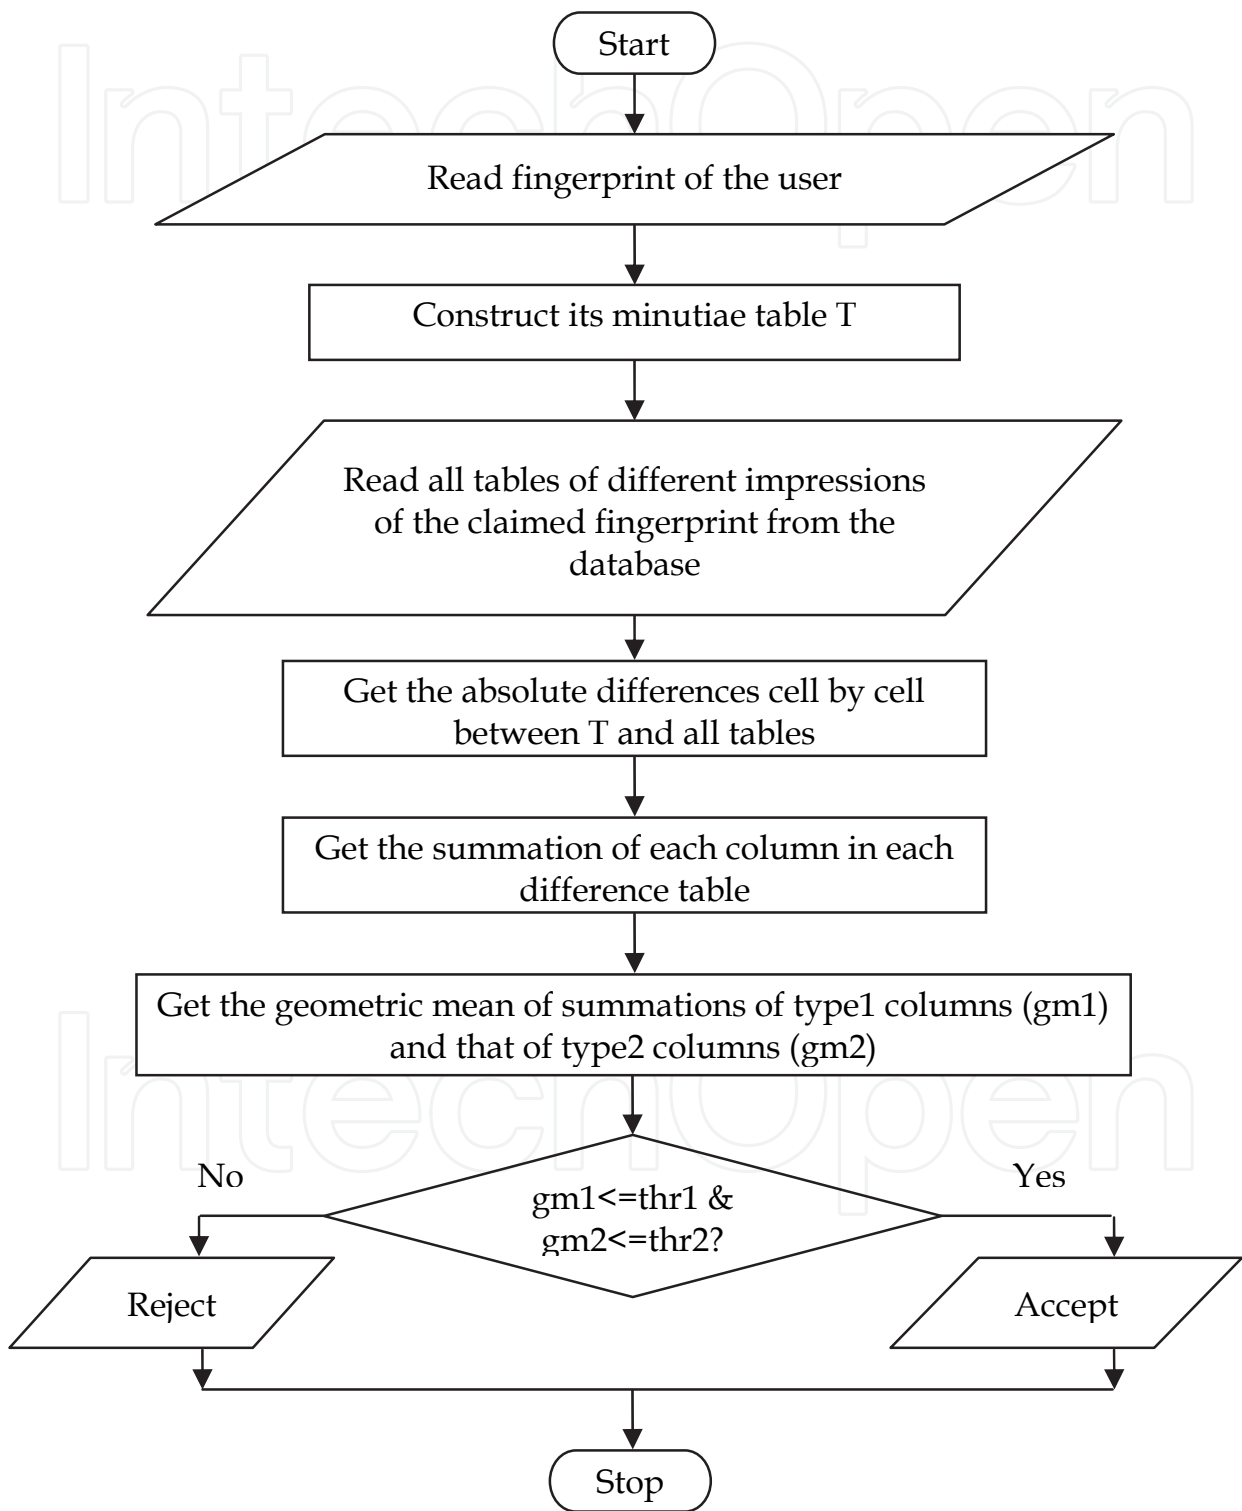 IntechOpen
Start
Read fingerprint of the user
Construct its minutiae table T
Read all tables of different impressions
of the claimed fingerprint from the
database
Get the absolute differences cell by cell
between T and all tables
Get the summation of each column in each
difference table
Get the geometric mean of summations of type1 columns (gm1)
and that of type2 columns (gm2)
IntechOpen
No
Yes
gm1<=thr1 &
gm2<=thr2?
Reject
Accept
Stop